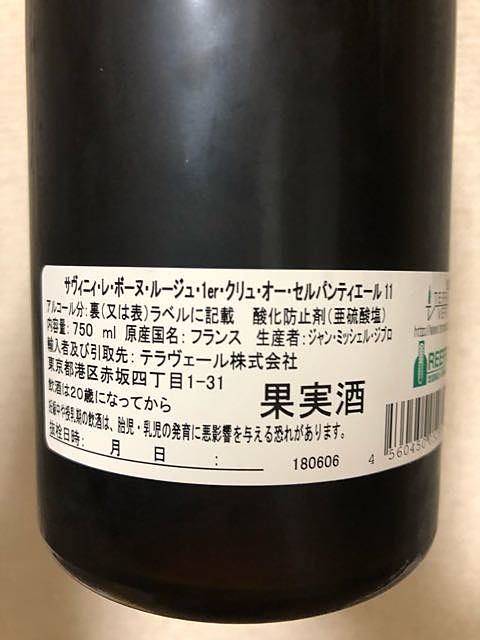 サヴィニィ・レ・ボーヌ・ルージュ・1er・クリュ・オー・セルパンティエール 11
アルコール分:裏(又は表)ラベルに記載 酸化防止剤(亜硫酸塩)
内容量:750 ml 原産国名:フランス 生産者:ジャン・ミッシェル・ジブロ
輸入者及び引取先:テラヴェール株式会社
東京都港区赤坂四丁目1-31
飲酒は20歳になってから
果実酒
妊娠中や授乳期の飲酒は、胎児・乳児の発育に悪影響を与える恐れがあります。
抜栓日時: 月 日 :
180606